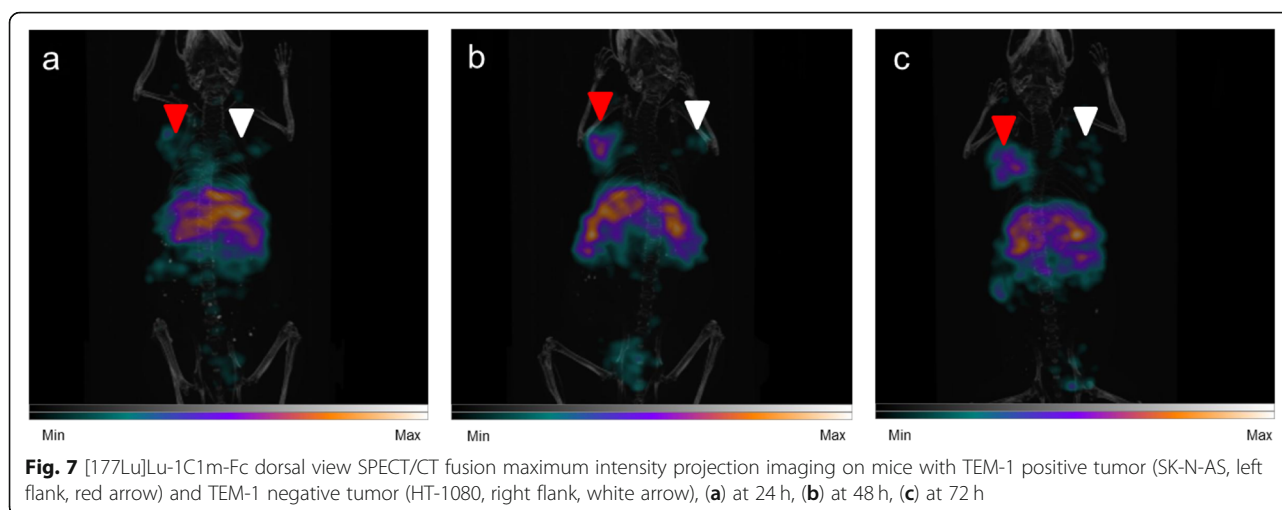 a
b
c
Min Max
Min Max
Min Max
Fig. 7 [177Lu]Lu-1C1m-Fc dorsal view SPECT/CT fusion maximum intensity projection imaging on mice with TEM-1 positive tumor (SK-N-AS, left
flank, red arrow) and TEM-1 negative tumor (HT-1080, right flank, white arrow), (a) at 24 h, (b) at 48 h, (c) at 72 h